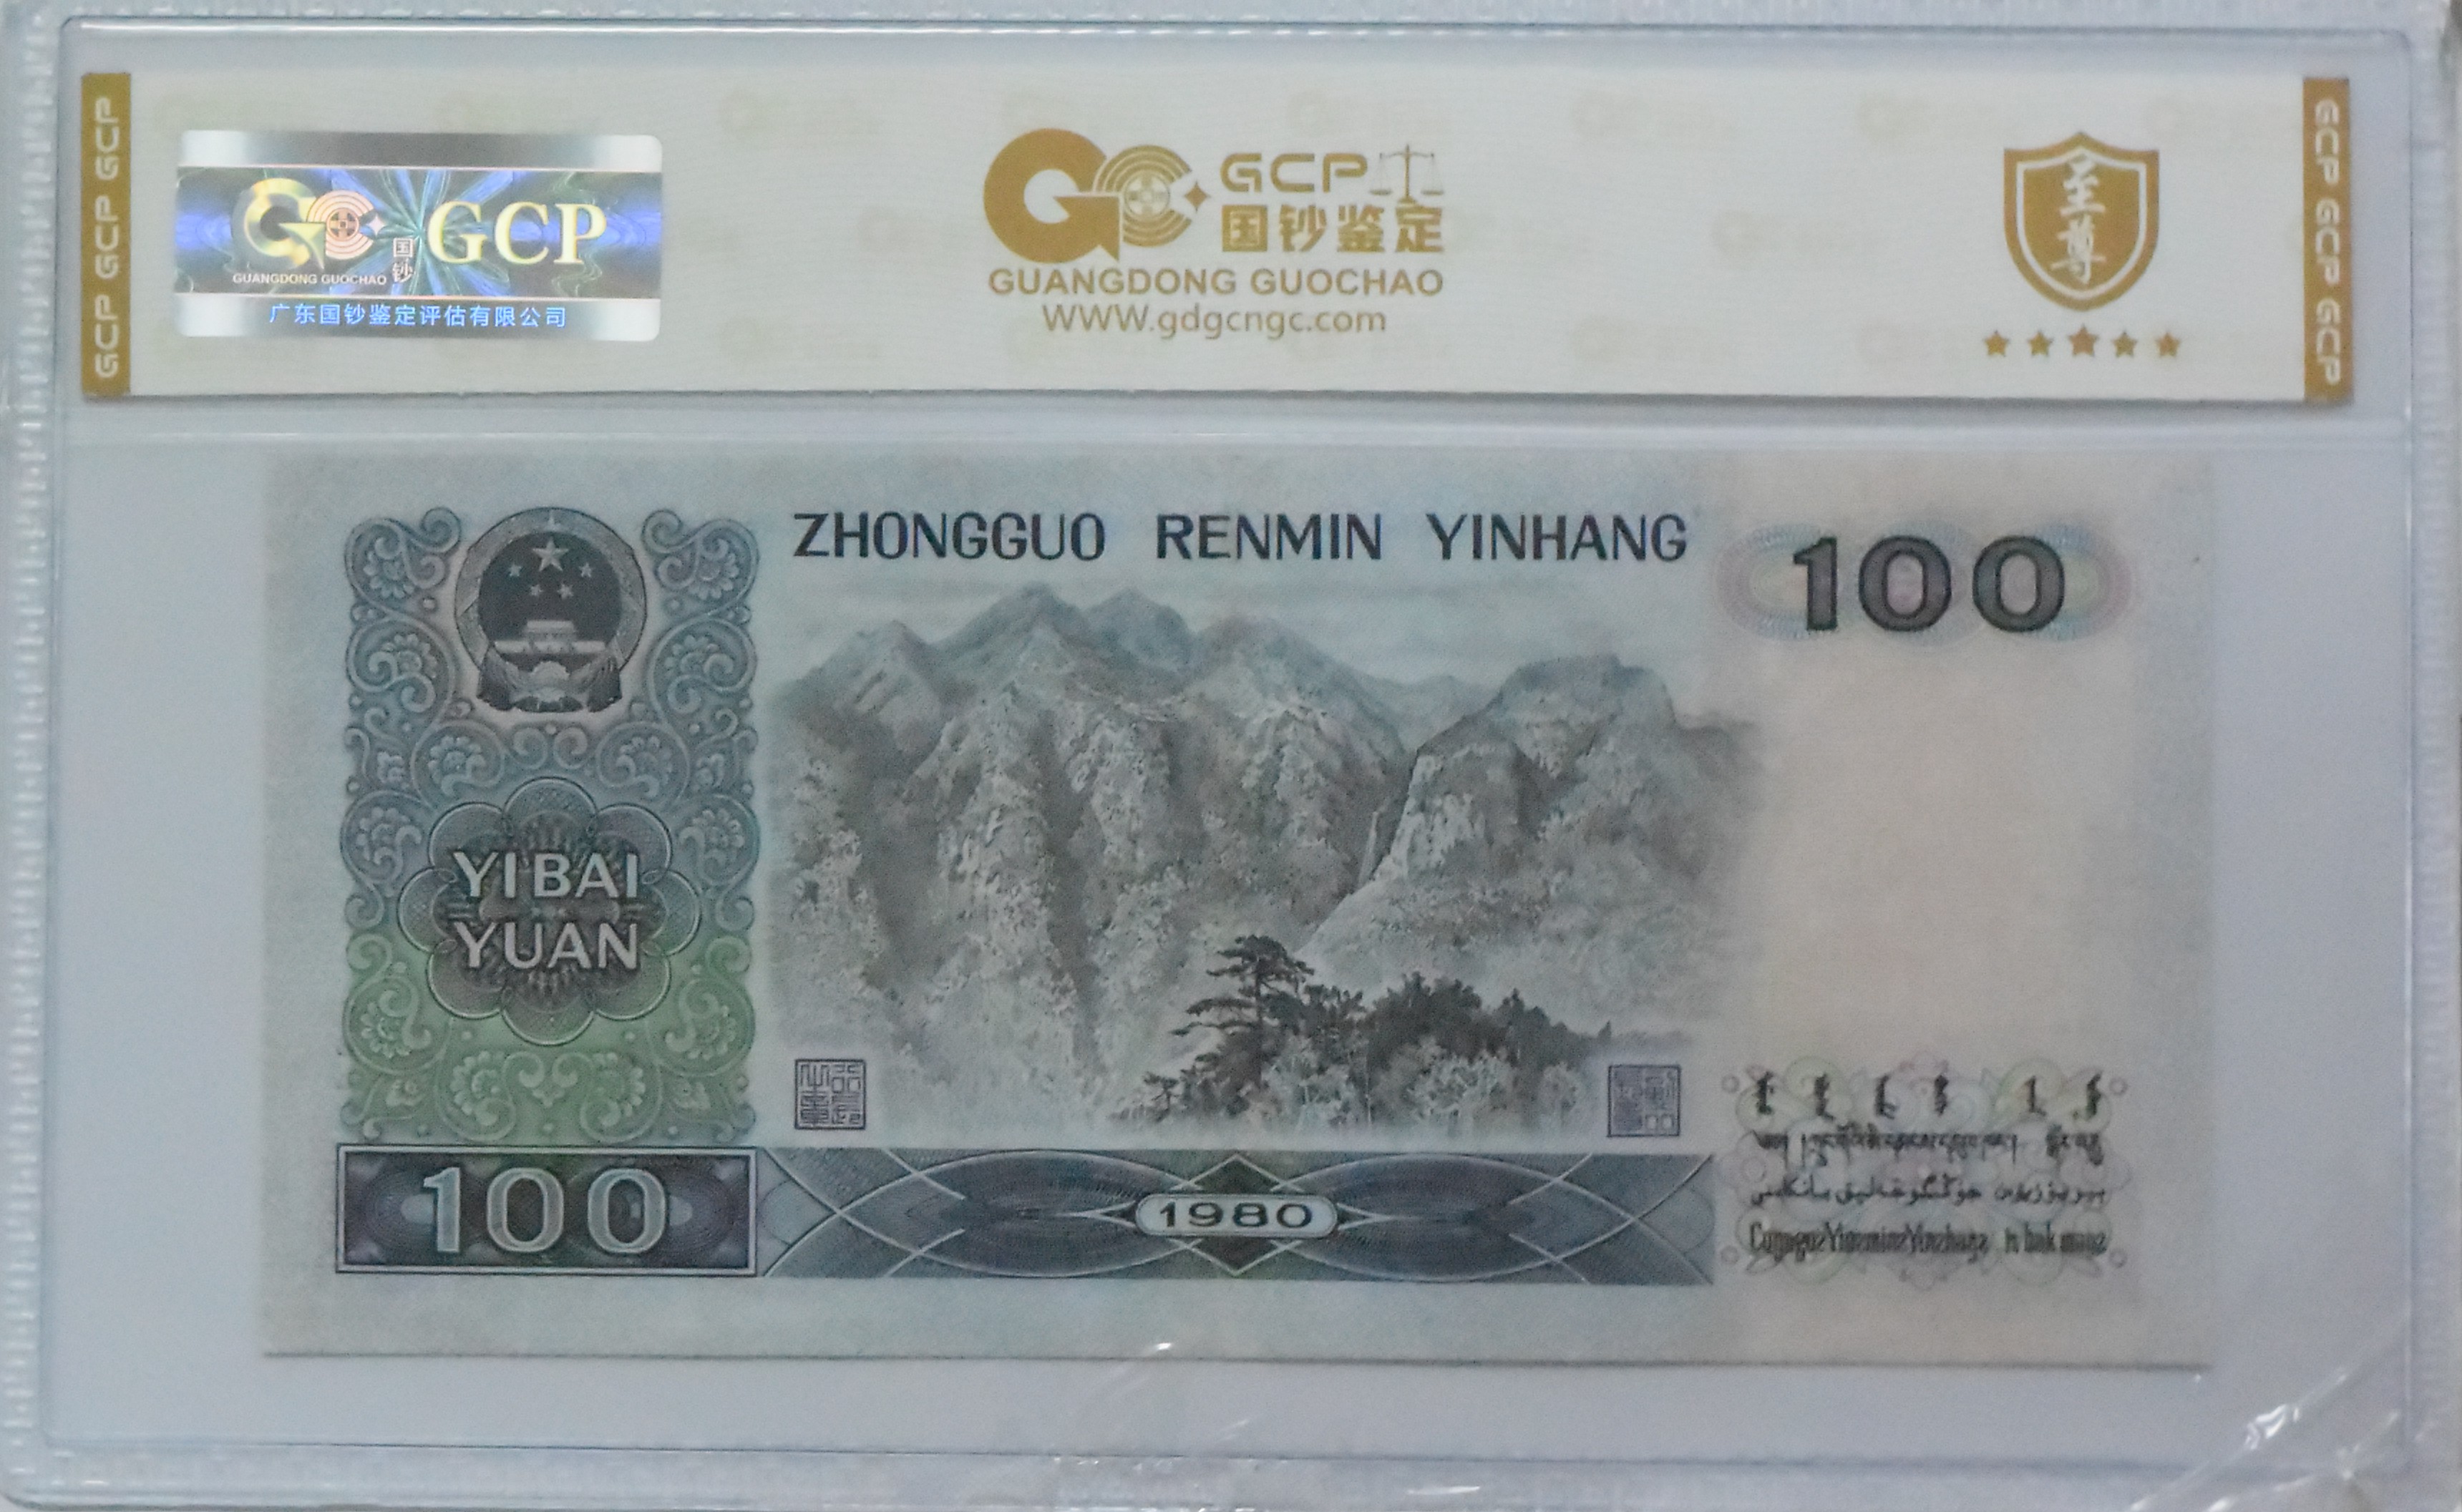 GCP GCP GCP
GCP
国钞
GUANGDONG GUOCHAO
广东国钞鉴定评估有限公司
GCP
国钞鉴定
GUANGDONG GUOCHAO
WWW.gdgcngc.com
至尊
GCP GCP GCP
ZHONGGUO RENMIN YINHANG
100
YI BAI
YUAN
100
1980